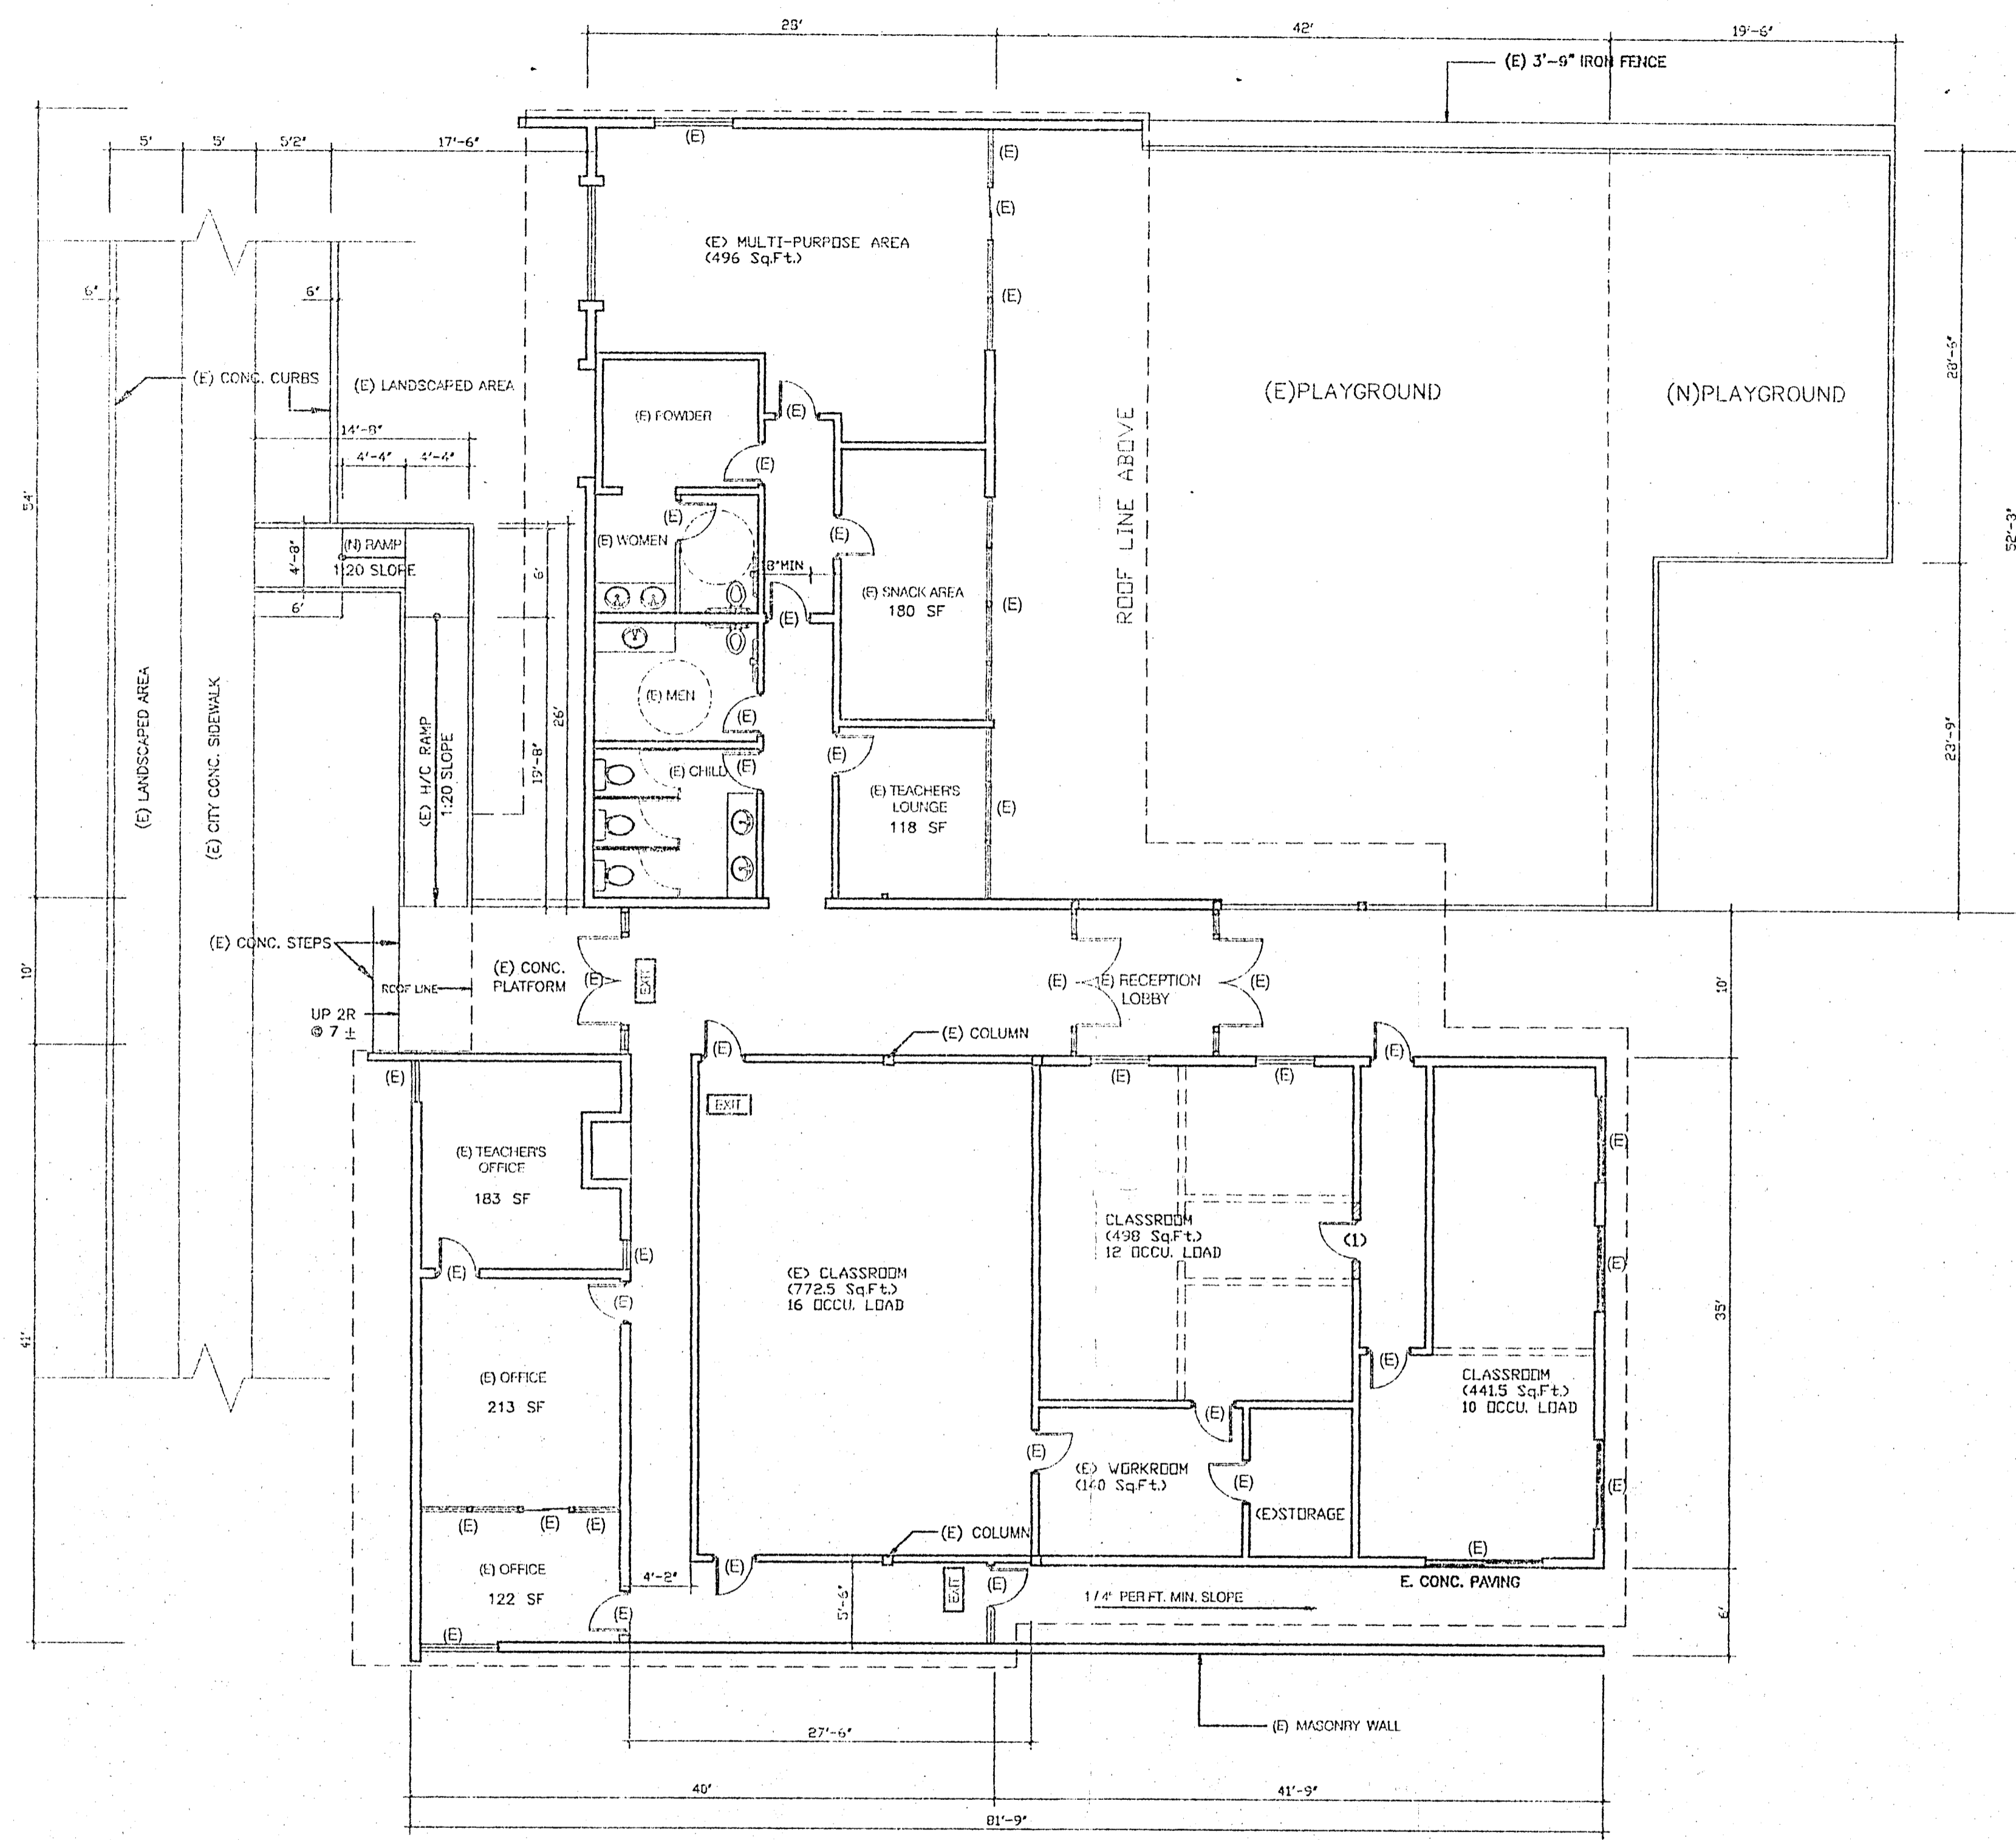 28'
42'
19'-6"
(E) 3'-9" IRON FENCE
5'
5'
5'2"
17'-6"
(E)
(E)
(E)
(E) MULTI-PURPOSE AREA
(496 Sq.Ft.)
6"
6"
(E)
(E) CONC. CURBS
(E) LANDSCAPED AREA
28'-6"
(E)PLAYGROUND
(N)PLAYGROUND
(E) POWDER
(E)
14'-8"
4'-4"
4'-4"
(E)
ROOF LINE ABOVE
54'
(E)
(E) WOMEN
(E)
52'-3"
(N) RAMP
1:20 SLOPE
4'-8"
6'
6'
8"MIN
(E) SNACK AREA
180 SF
(E)
(E)
(E) LANDSCAPED AREA
(E) CITY CONC. SIDEWALK
(E) H/C RAMP
1:20 SLOPE
19'-8"
26'
(E) MEN
(E)
(E)
(E) CHILD
(E)
23'-9"
(E) TEACHER'S
LOUNGE
118 SF
(E)
(E) CONC. STEPS
(E) CONC.
PLATFORM
(E)
EXIT
(E)
(E) RECEPTION
LOBBY
(E)
ROOF LINE
10'
10'
UP 2R
@ 7 ±
(E) COLUMN
(E)
(E)
(E)
(E)
(E)
EXIT
(E)
(E) TEACHER'S
OFFICE
183 SF
CLASSROOM
(498 Sq.Ft.)
12 OCCU. LOAD
(1)
(E)
(E)
(E)
(E)
(E) CLASSROOM
(772.5 Sq.Ft.)
16 OCCU. LOAD
35'
41'
(E)
(E)
CLASSROOM
(441.5 Sq.Ft.)
10 OCCU. LOAD
(E) OFFICE
213 SF
(E)
(E)
(E) WORKROOM
(140 Sq.Ft.)
(E)
(E)
(E)STORAGE
(E)
(E)
(E)
(E) COLUMN
(E)
(E) OFFICE
122 SF
4'-2"
(E)
5'-6"
EXIT
(E)
E. CONC. PAVING
1/4" PER FT. MIN. SLOPE
6'
(E)
(E)
27'-6"
(E) MASONRY WALL
40'
41'-9"
81'-9"